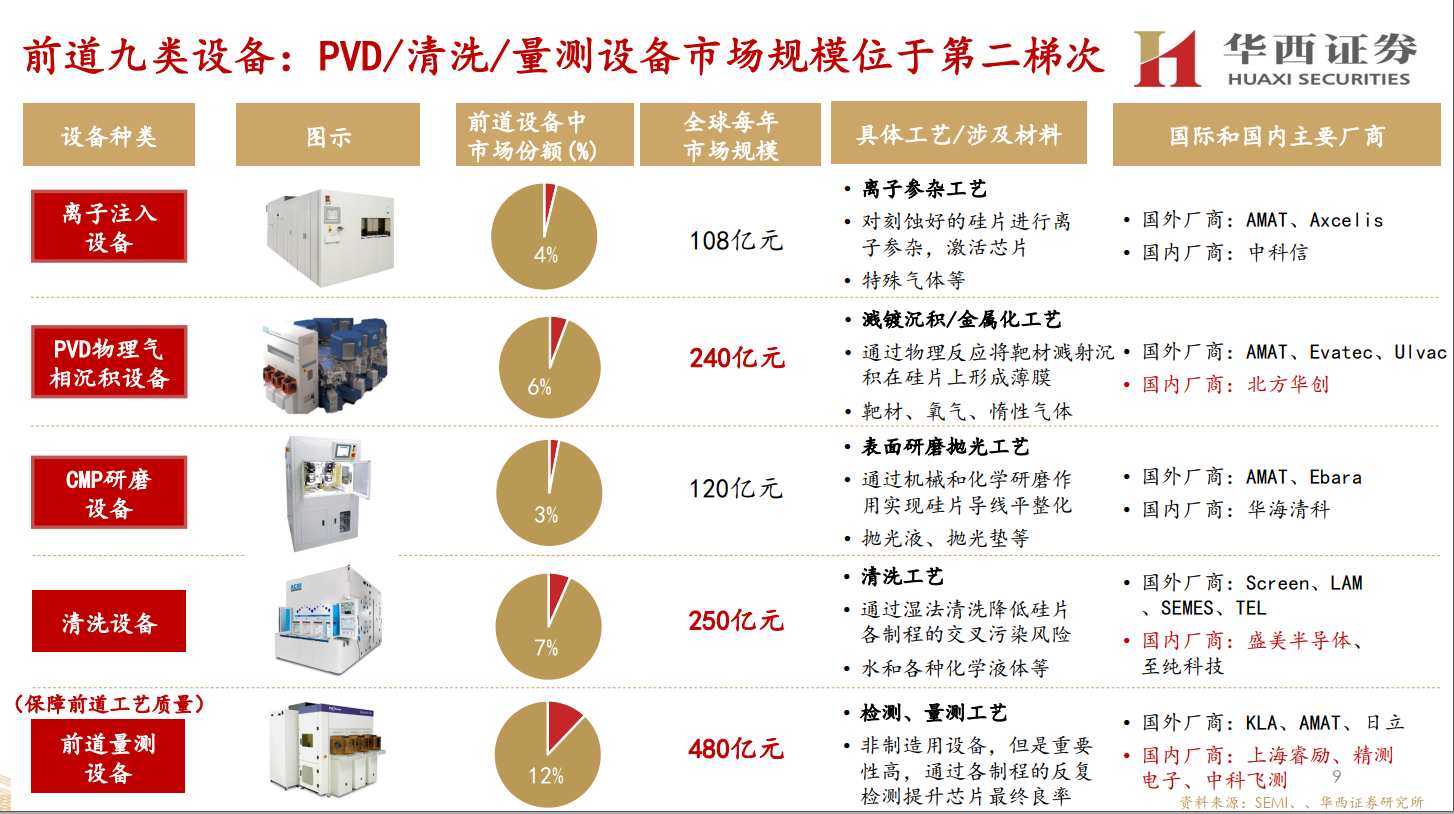 前道九类设备：PVD/清洗/量测设备市场规模位于第二梯次
华西证券
HUAXI SECURITIES
设备种类
图示
前道设备中
市场份额(%)
全球每年
市场规模
具体工艺/涉及材料
国际和国内主要厂商
离子注入
设备
4%
108亿元
• 离子参杂工艺
• 对刻蚀好的硅片进行离
子参杂，激活芯片
• 特殊气体等
• 国外厂商：AMAT、Axcelis
• 国内厂商：中科信
PVD物理气
相沉积设备
6%
240亿元
• 溅镀沉积/金属化工艺
• 通过物理反应将靶材溅射沉
积在硅片上形成薄膜
• 靶材、氧气、惰性气体
• 国外厂商：AMAT、Evatec、Ulvac
• 国内厂商：北方华创
CMP研磨
设备
3%
120亿元
• 表面研磨抛光工艺
• 通过机械和化学研磨作
用实现硅片导线平整化
• 抛光液、抛光垫等
• 国外厂商：AMAT、Ebara
• 国内厂商：华海清科
清洗设备
ACM
7%
250亿元
• 清洗工艺
• 通过湿法清洗降低硅片
各制程的交叉污染风险
• 水和各种化学液体等
• 国外厂商：Screen、LAM
、SEMES、TEL
• 国内厂商：盛美半导体、
至纯科技
（保障前道工艺质量）
前道量测
设备
12%
480亿元
• 检测、量测工艺
• 非制造用设备，但是重要
性高，通过各制程的反复
检测提升芯片最终良率
• 国外厂商：KLA、AMAT、日立
• 国内厂商：上海睿励、精测
电子、中科飞测
9
资料来源：SEMI、、华西证券研究所